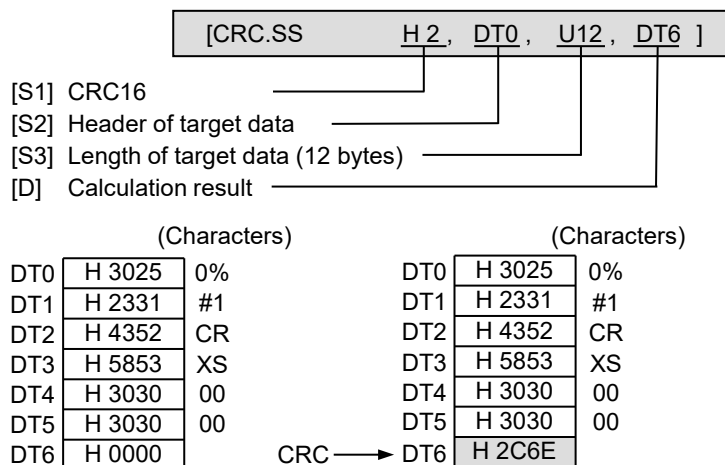 [CRC.SS H 2 , DT0 , U12 , DT6 ]
[S1] CRC16
[S2] Header of target data
[S3] Length of target data (12 bytes)
[D] Calculation result
(Characters) (Characters)
DT0 H 3025 0% DT0 H 3025 0%
DT1 H 2331 #1 DT1 H 2331 #1
DT2 H 4352 CR DT2 H 4352 CR
DT3 H 5853 XS DT3 H 5853 XS
DT4 H 3030 00 DT4 H 3030 00
DT5 H 3030 00 DT5 H 3030 00
DT6 H 0000 CRC DT6 H 2C6E